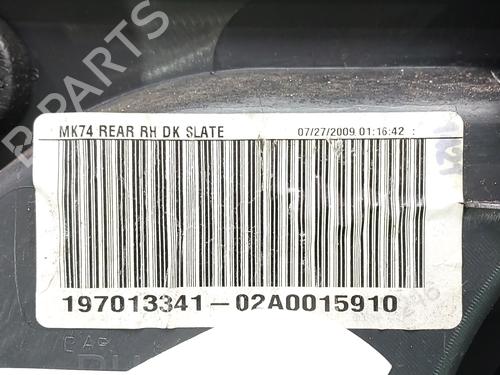 B PARTS
MK74 REAR RH DK SLATE 07/27/2009 01:16:42
197013341-02A0015910